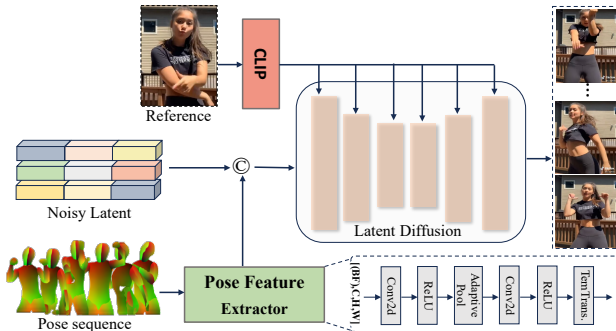 CLIP
Reference
©
Noisy Latent
Latent Diffusion
Pose sequence
Pose Feature
Extractor
[(BF),C,H,W]
Conv2d
ReLU
Adaptive
Pool
Conv2d
ReLU
Tem Trans.